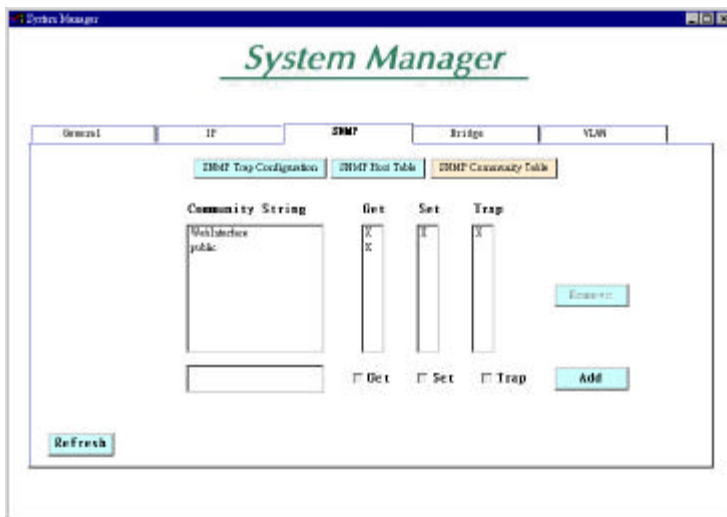 System Manager
System Manager
General IP SNMP Bridge VLAN
SNMP Trap Configuration SNMP Host Table SNMP Community Table
Community String Get Set Trap
WebInterface X X X
public X
Remove
Get Set Trap Add
Refresh